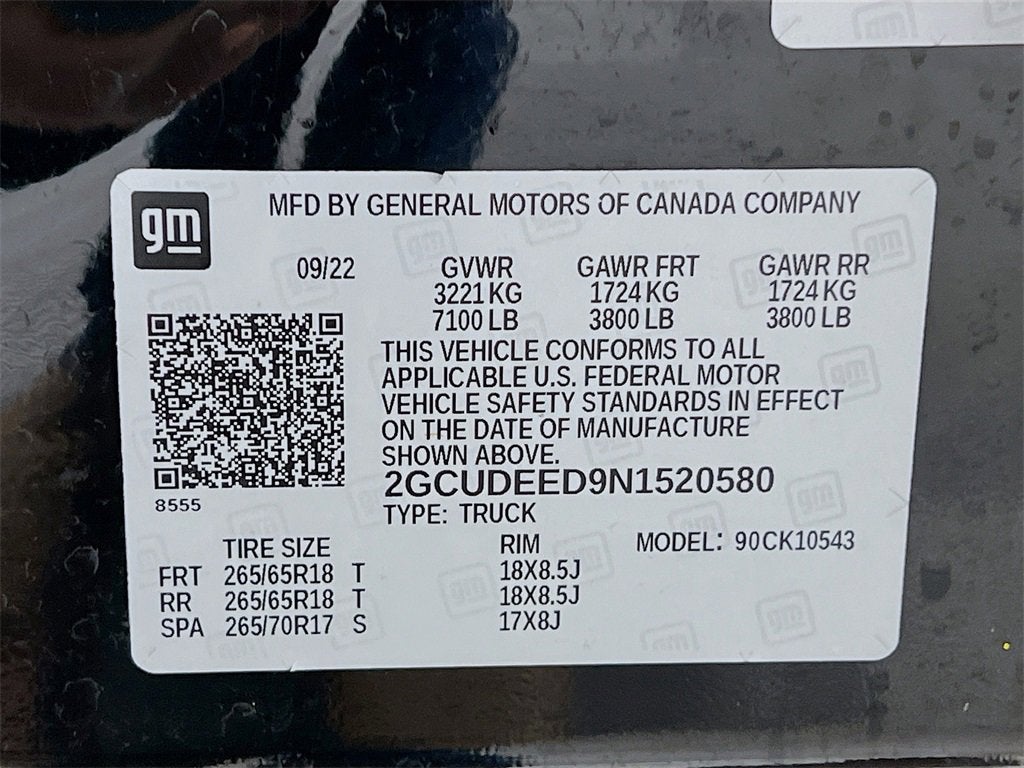 gm
MFD BY GENERAL MOTORS OF CANADA COMPANY
09/22 GVWR GAWR FRT GAWR RR
3221 KG 1724 KG 1724 KG
7100 LB 3800 LB 3800 LB
THIS VEHICLE CONFORMS TO ALL
APPLICABLE U.S. FEDERAL MOTOR
VEHICLE SAFETY STANDARDS IN EFFECT
ON THE DATE OF MANUFACTURE
SHOWN ABOVE.
2GCUDEED9N1520580
8555
TYPE: TRUCK
TIRE SIZE RIM MODEL: 90CK10543
FRT 265/65R18 T 18X8.5J
RR 265/65R18 T 18X8.5J
SPA 265/70R17 S 17X8J